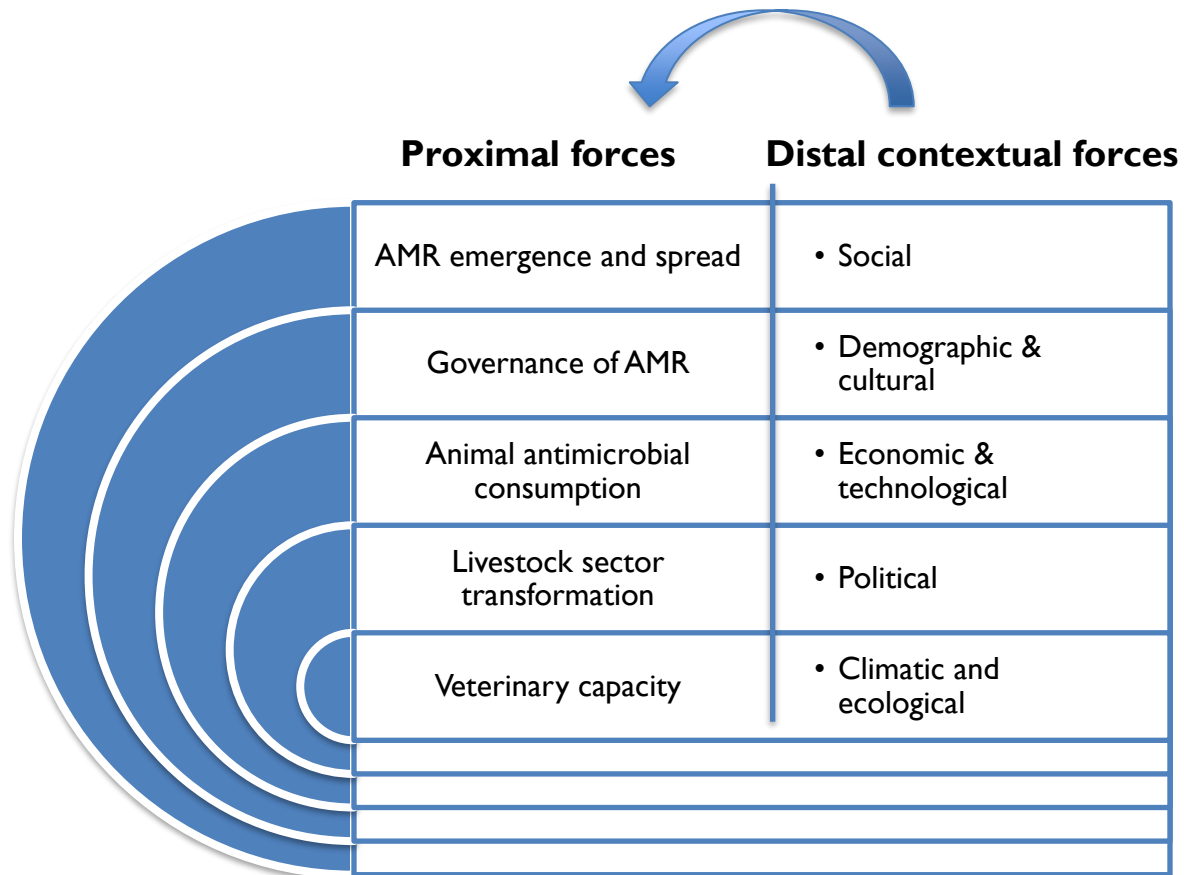 Proximal forces
Distal contextual forces
AMR emergence and spread
• Social
Governance of AMR
• Demographic &
cultural
Animal antimicrobial
consumption
• Economic &
technological
Livestock sector
transformation
• Political
Veterinary capacity
• Climatic and
ecological